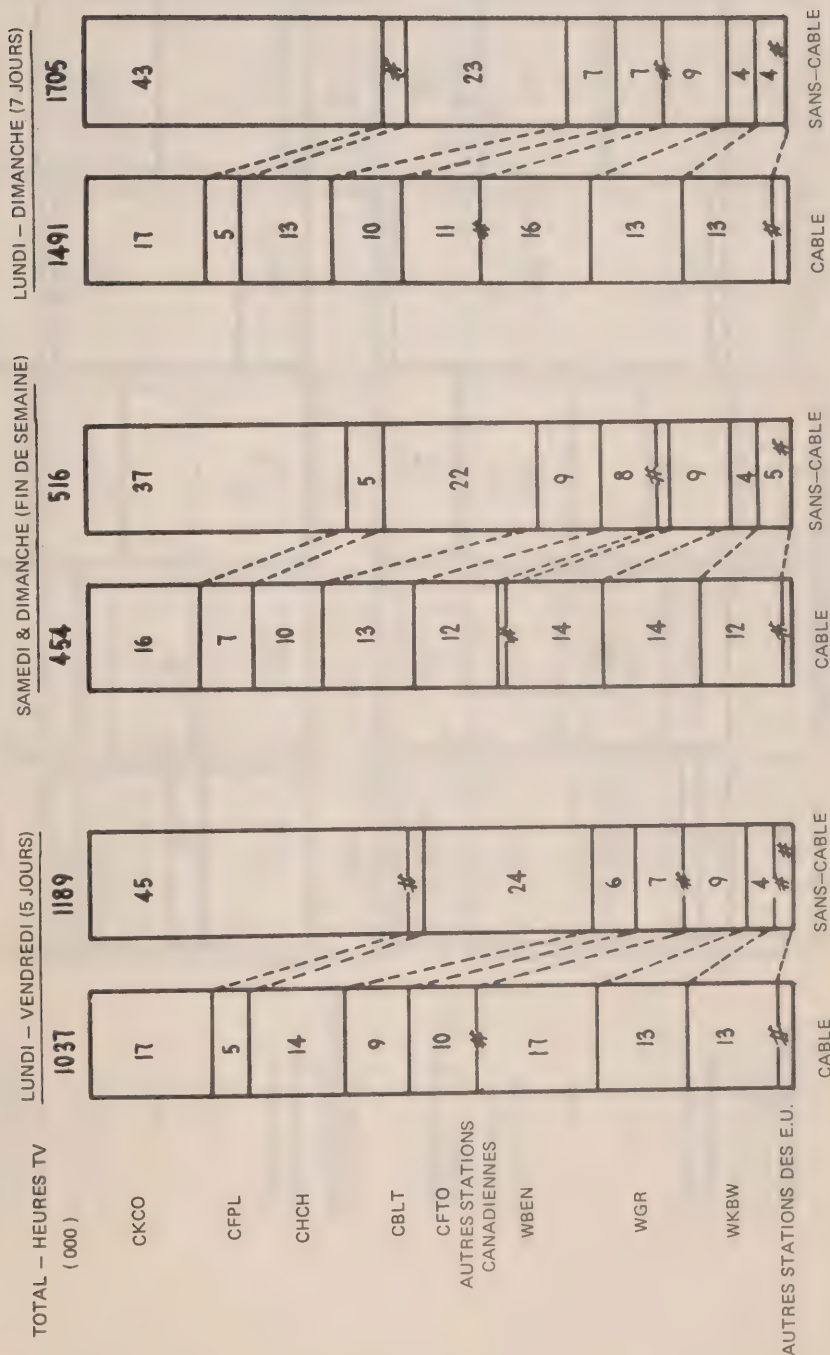 LUNDI – VENDREDI (5 JOURS) SAMEDI & DIMANCHE (FIN DE SEMAINE) LUNDI – DIMANCHE (7 JOURS)
TOTAL – HEURES TV 1037 1189 454 516 1491 1705
(000)
CKCO 17 45 16 37 17 43
CFPL 5 # 7 5 5 #
CHCH 14 24 10 22 13 23
CBLT 9 6 13 9 10 7
CFTO 10 7 12 8 11 7
AUTRES STATIONS
CANADIENNES # # # # # #
WBEN 17 9 14 9 16 9
WGR 13 4 14 4 13 4
WKBW 13 # 12 5 13 4
AUTRES STATIONS DES E.U. # # # # # #
CABLE SANS–CABLE CABLE SANS–CABLE CABLE SANS–CABLE